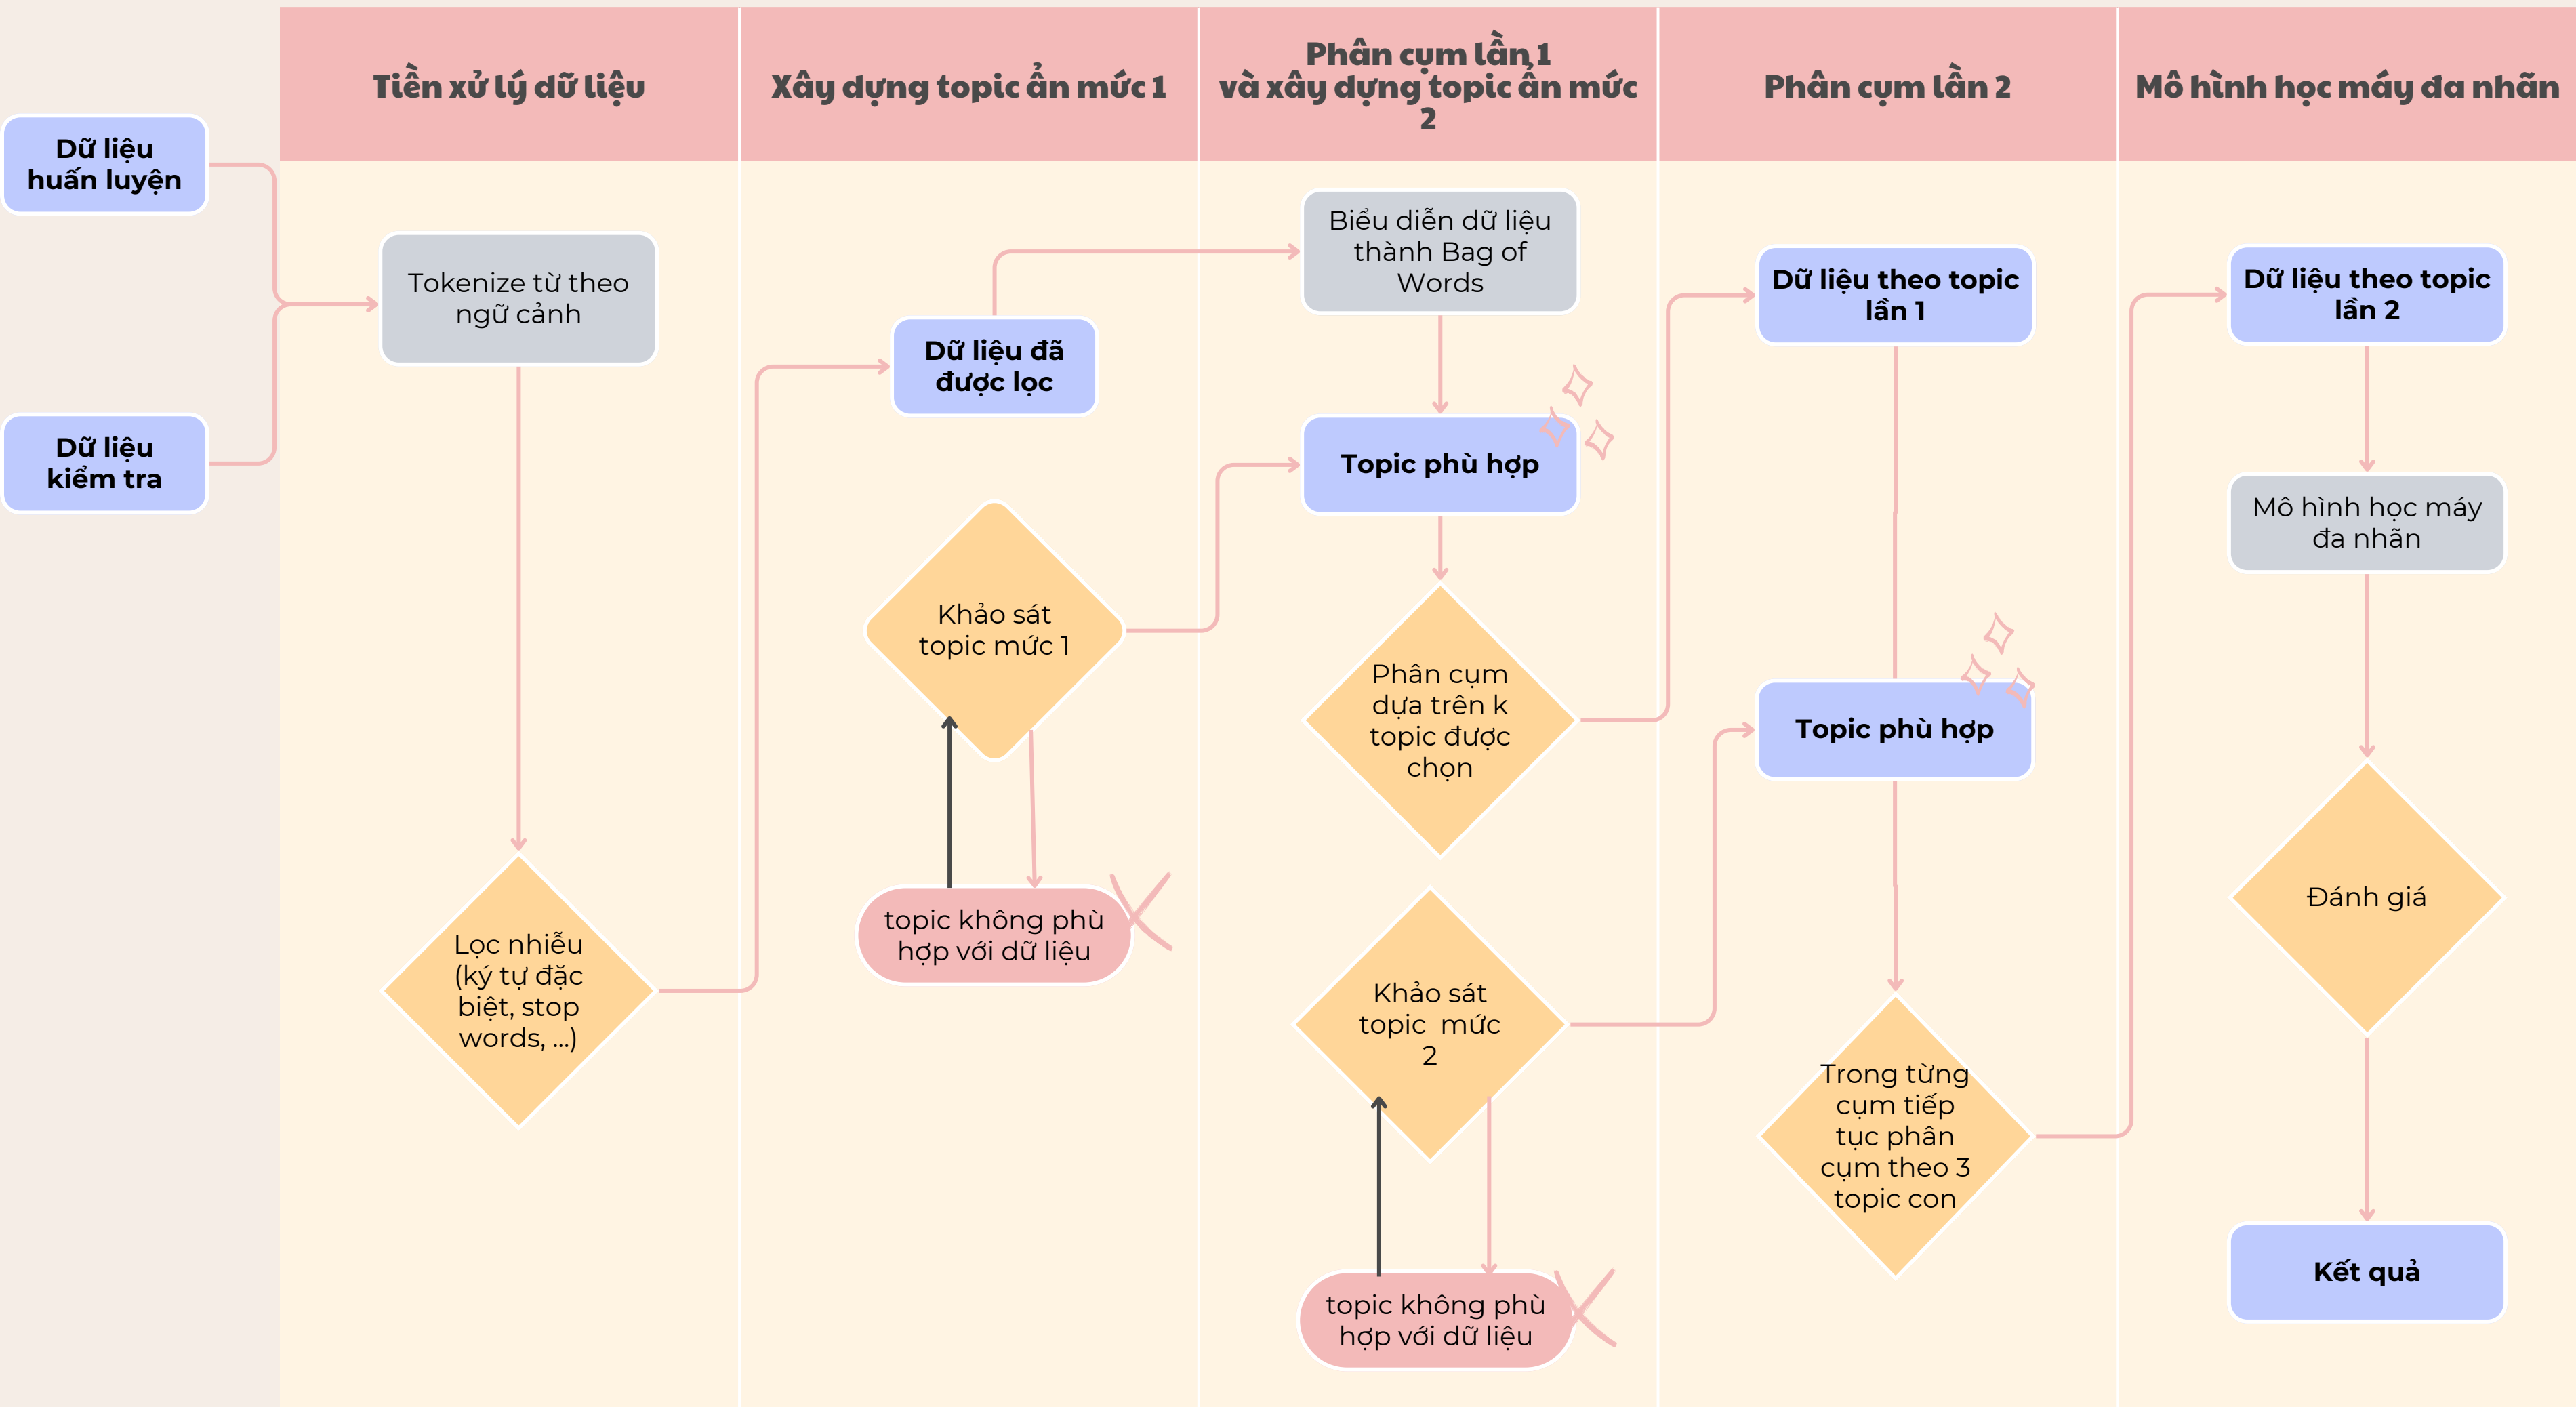 Tiền xử lý dữ liệu
Xây dựng topic ẩn mức 1
Phân cụm lần 1
và xây dựng topic ẩn mức
2
Phân cụm lần 2
Mô hình học máy đa nhãn
Dữ liệu
huấn luyện
Dữ liệu
kiểm tra
Tokenize từ theo
ngữ cảnh
Lọc nhiễu
(ký tự đặc
biệt, stop
words, ...)
Dữ liệu đã
được lọc
Khảo sát
topic mức 1
topic không phù
hợp với dữ liệu
Biểu diễn dữ liệu
thành Bag of
Words
Topic phù hợp
Phân cụm
dựa trên k
topic được
chọn
Khảo sát
topic  mức
2
topic không phù
hợp với dữ liệu
Dữ liệu theo topic
lần 1
Topic phù hợp
Trong từng
cụm tiếp
tục phân
cụm theo 3
topic con
Dữ liệu theo topic
lần 2
Mô hình học máy
đa nhãn
Đánh giá
Kết quả